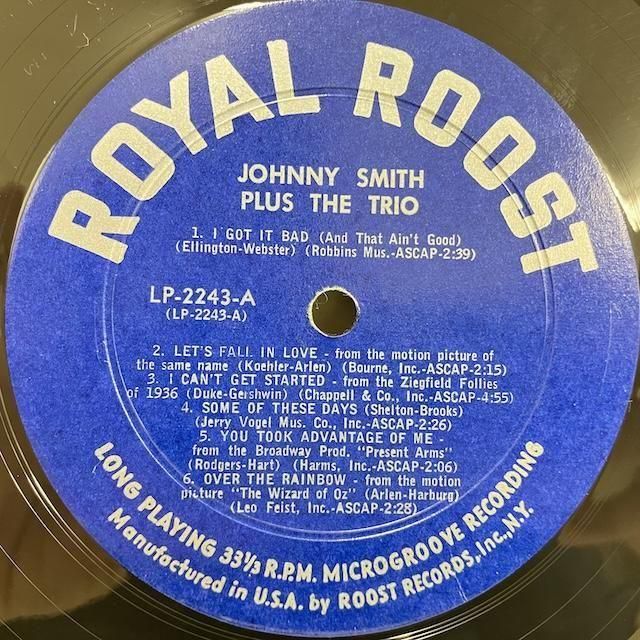 ROYAL ROOST
JOHNNY SMITH
PLUS THE TRIO
1. I GOT IT BAD (And That Ain't Good)
(Ellington-Webster) (Robbins Mus.-ASCAP-2:39)
LP-2243-A
(LP-2243-A)
2. LET'S FALL IN LOVE - from the motion picture of
the same name (Koehler-Arlen) (Bourne, Inc.-ASCAP-2:15)
3. I CAN'T GET STARTED - from the Ziegfield Follies
of 1936 (Duke-Gershwin) (Chappell & Co., Inc.-ASCAP-4:55)
4. SOME OF THESE DAYS (Shelton-Brooks)
(Jerry Vogel Mus. Co., Inc.-ASCAP-2:26)
5. YOU TOOK ADVANTAGE OF ME -
from the Broadway Prod. "Present Arms"
(Rodgers-Hart) (Harms, Inc.-ASCAP-2:06)
6. OVER THE RAINBOW - from the motion
picture "The Wizard of Oz" (Arlen-Harburg)
(Leo Feist, Inc.-ASCAP-2:28)
LONG PLAYING 33⅓ R.P.M. MICROGROOVE RECORDING
Manufactured in U.S.A. by ROOST RECORDS, Inc., N.Y.